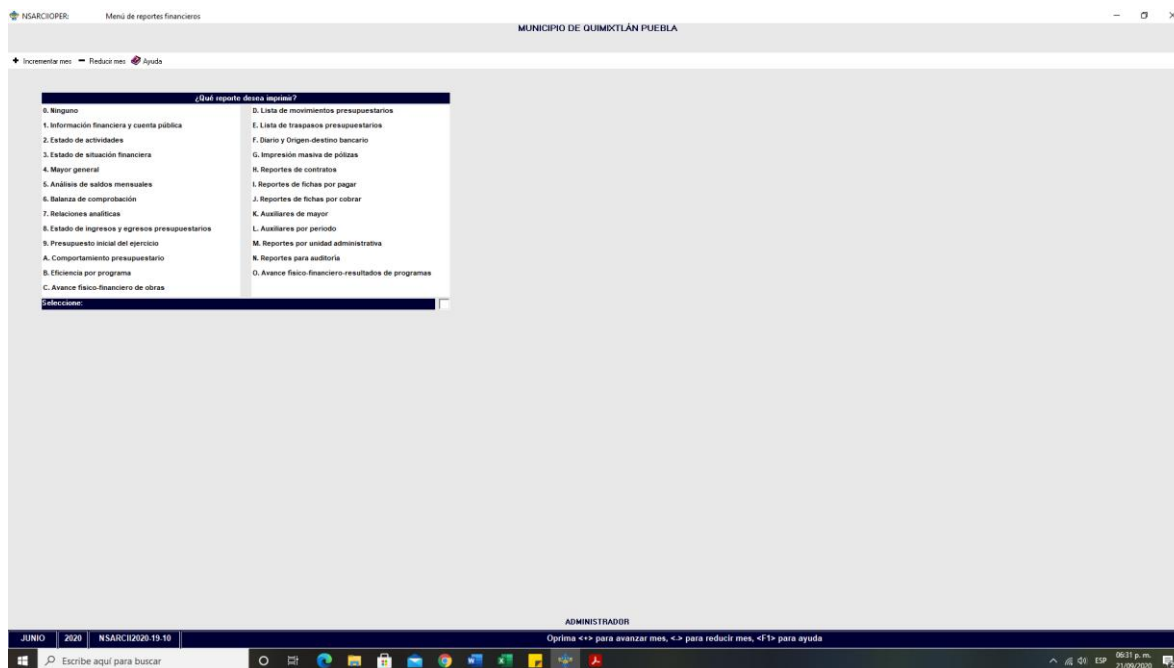 NSARCIIOPER: Menú de reportes financieros
MUNICIPIO DE QUIMIXTLÁN PUEBLA
Incrementar mes Reducir mes Ayuda
¿Qué reporte desea imprimir?
0. Ninguno
1. Información financiera y cuenta pública
2. Estado de actividades
3. Estado de situación financiera
4. Mayor general
5. Análisis de saldos mensuales
6. Balanza de comprobación
7. Relaciones analíticas
8. Estado de ingresos y egresos presupuestarios
9. Presupuesto inicial del ejercicio
A. Comportamiento presupuestario
B. Eficiencia por programa
C. Avance físico-financiero de obras
D. Lista de movimientos presupuestarios
E. Lista de traspasos presupuestarios
F. Diario y Origen-destino bancario
G. Impresión masiva de pólizas
H. Reportes de contratos
I. Reportes de fichas por pagar
J. Reportes de fichas por cobrar
K. Auxiliares de mayor
L. Auxiliares por periodo
M. Reportes por unidad administrativa
N. Reportes para auditoría
O. Avance físico-financiero-resultados de programas
Seleccione:
ADMINISTRADOR
JUNIO 2020 NSARCII2020-19-10 Oprima <+> para avanzar mes, <-> para reducir mes, <F1> para ayuda
Escribe aquí para buscar
ESP
06:31 p. m.
21/09/2020